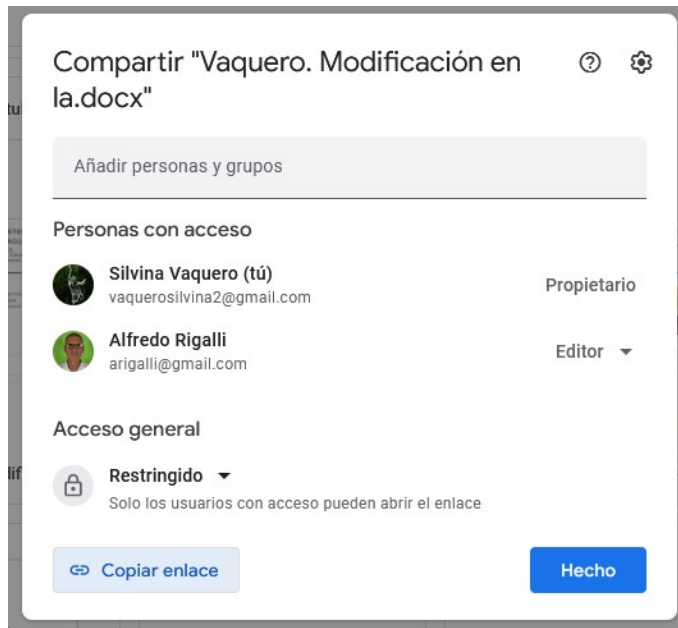 Compartir "Vaquero. Modificación en
la.docx"
Añadir personas y grupos
Personas con acceso
Silvina Vaquero (tú)
vaquerosilvina2@gmail.com
Propietario
Alfredo Rigalli
arigalli@gmail.com
Editor
Acceso general
Restringido
Solo los usuarios con acceso pueden abrir el enlace
Copiar enlace
Hecho